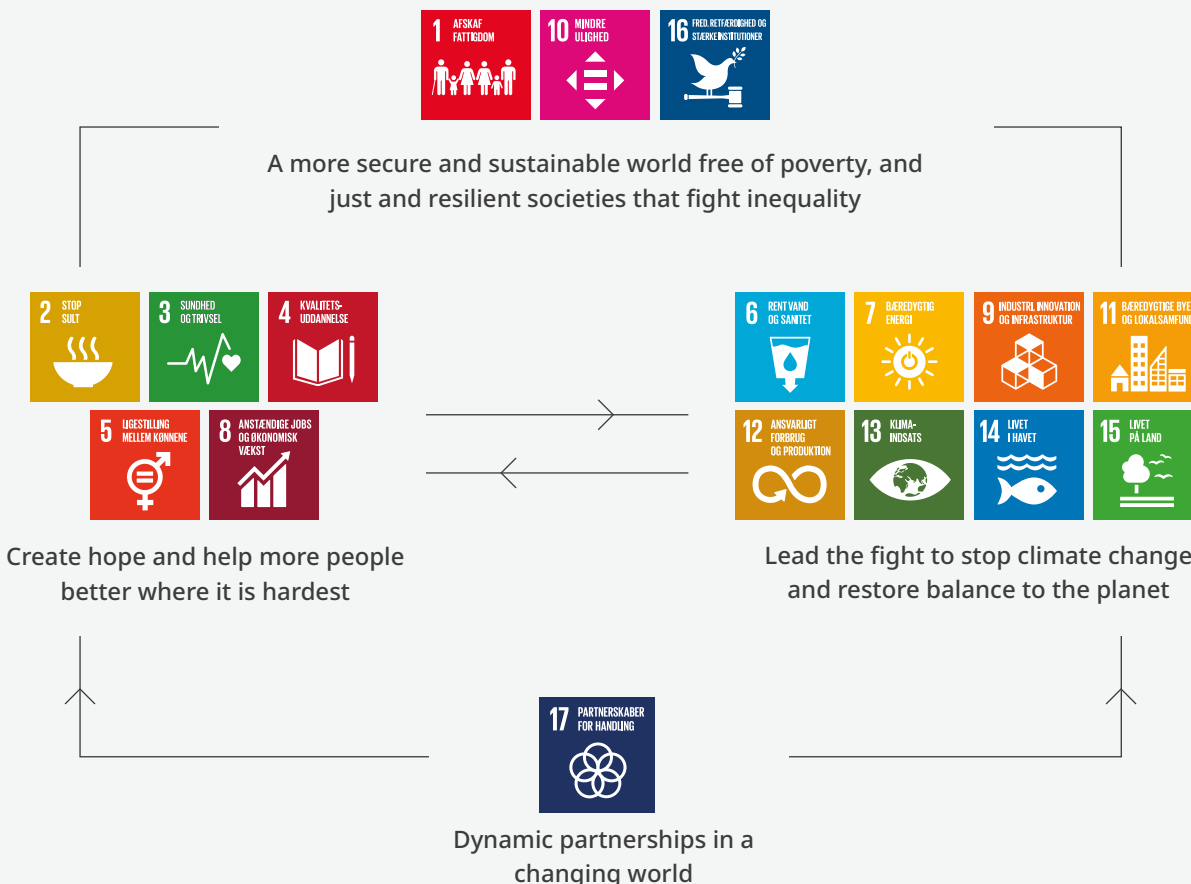 1 AFSKAF
FATTIGDOM
10 MINDRE
ULIGHED
16 FRED, RETFÆRDIGHED OG
STÆRKE INSTITUTIONER
A more secure and sustainable world free of poverty, and
just and resilient societies that fight inequality
2 STOP
SULT
3 SUNDHED
OG TRIVSEL
4 KVALITETS-
UDDANNELSE
5 LIGESTILLING
MELLEM KØNNENE
8 ANSTÆNDIGE JOBS
OG ØKONOMISK
VÆKST
Create hope and help more people
better where it is hardest
6 RENT VAND
OG SANITET
7 BÆREDYGTIG
ENERGI
9 INDUSTRI, INNOVATION
OG INFRASTRUKTUR
11 BÆREDYGTIGE BYE
OG LOKALSAMFUN
12 ANSVARLIGT
FORBRUG
OG PRODUKTION
13 KLIMA-
INDSATS
14 LIVET
I HAVET
15 LIVET
PÅ LAND
Lead the fight to stop climate change
and restore balance to the planet
17 PARTNERSKABER
FOR HANDLING
Dynamic partnerships in a
changing world